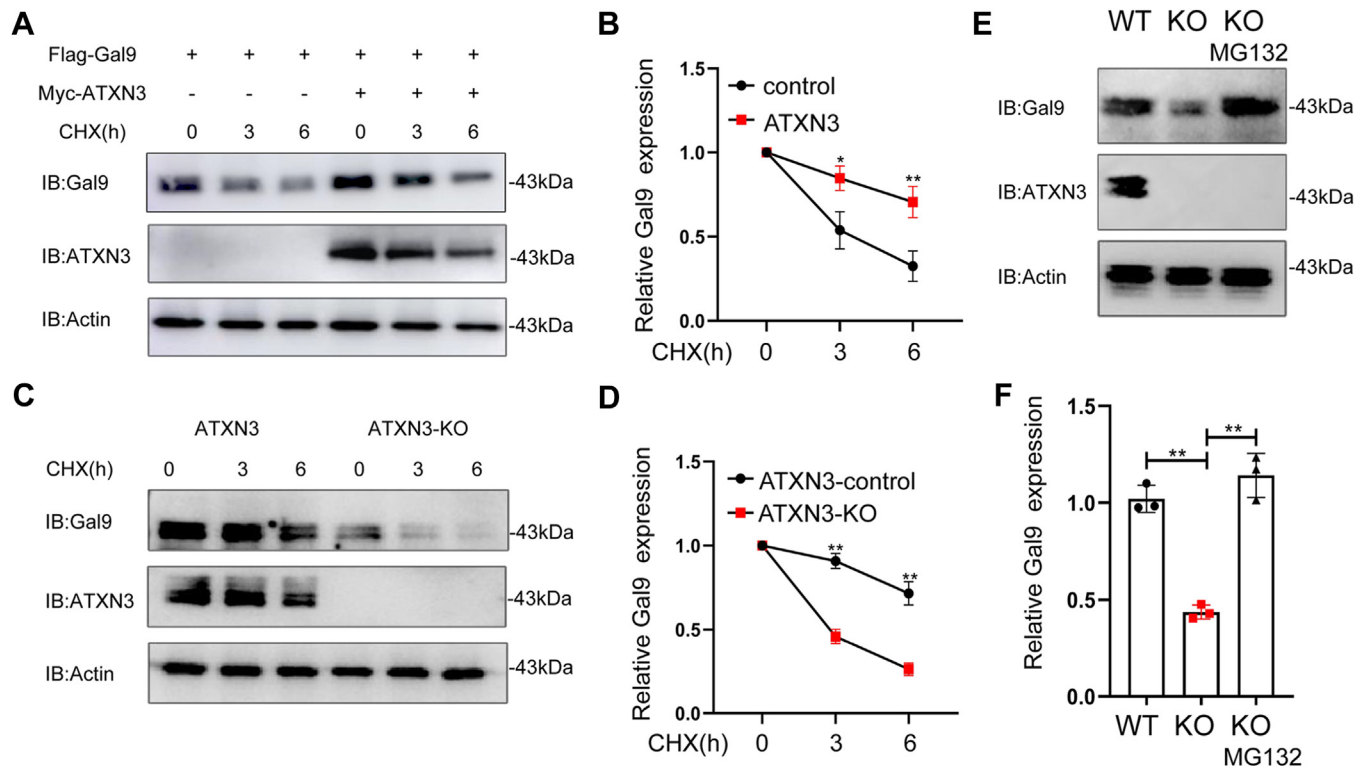 A
Flag-Gal9 + + + + + +
Myc-ATXN3 - - - + + +
CHX(h) 0 3 6 0 3 6
IB:Gal9 -43kDa
IB:ATXN3 -43kDa
IB:Actin -43kDa
B
Relative Gal9 expression
1.5
1.0
0.5
0.0
control
ATXN3
*
**
CHX(h) 0 3 6
E
WT KO KO
MG132
IB:Gal9 -43kDa
IB:ATXN3 -43kDa
IB:Actin -43kDa
C
ATXN3 ATXN3-KO
CHX(h) 0 3 6 0 3 6
IB:Gal9 -43kDa
IB:ATXN3 -43kDa
IB:Actin -43kDa
D
Relative Gal9 expression
1.5
1.0
0.5
0.0
ATXN3-control
ATXN3-KO
**
**
CHX(h) 0 3 6
F
Relative Gal9 expression
1.5
1.0
0.5
0.0
**
**
WT KO KO
MG132